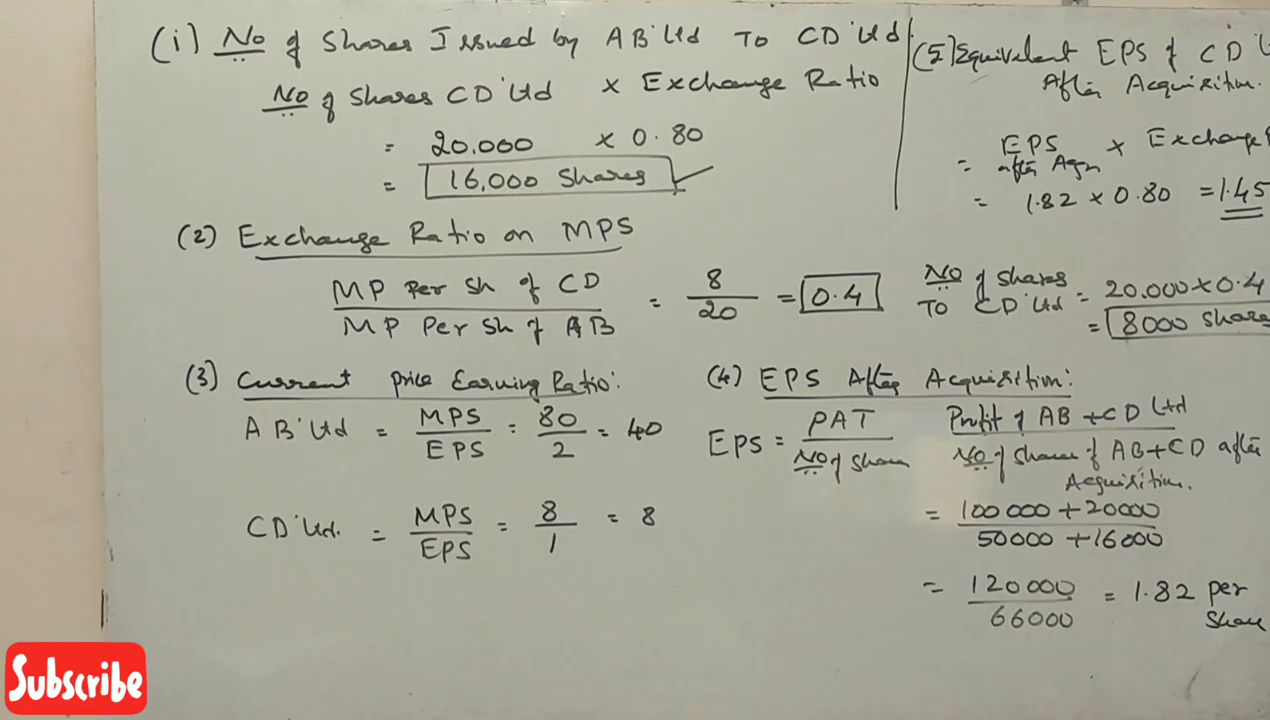 (i) No of Shares Issued by AB Ltd To CD Ltd
No of Shares CD Ltd x Exchange Ratio
= 20,000 x 0.80
= 16,000 Shares
(5) Equivalent EPS of CD
After Acquisition.
= EPS after Aqn x Exchange
= 1.82 x 0.80 = 1.45
(2) Exchange Ratio on MPS
MP Per Sh of CD / MP Per Sh of AB = 8/20 = 0.4
No of Shares To CD Ltd = 20,000 x 0.4
= 8000 Shares
(3) Current price Earning Ratio:
AB Ltd = MPS/EPS = 80/2 = 40
CD Ltd. = MPS/EPS = 8/1 = 8
(4) EPS After Acquisition:
EPS = PAT/No of Share Profit of AB + CD Ltd / No of Share of AB+CD after Acquisition.
= 100000 + 20000 / 50000 + 16000
= 120000 / 66000 = 1.82 per Share
Subscribe